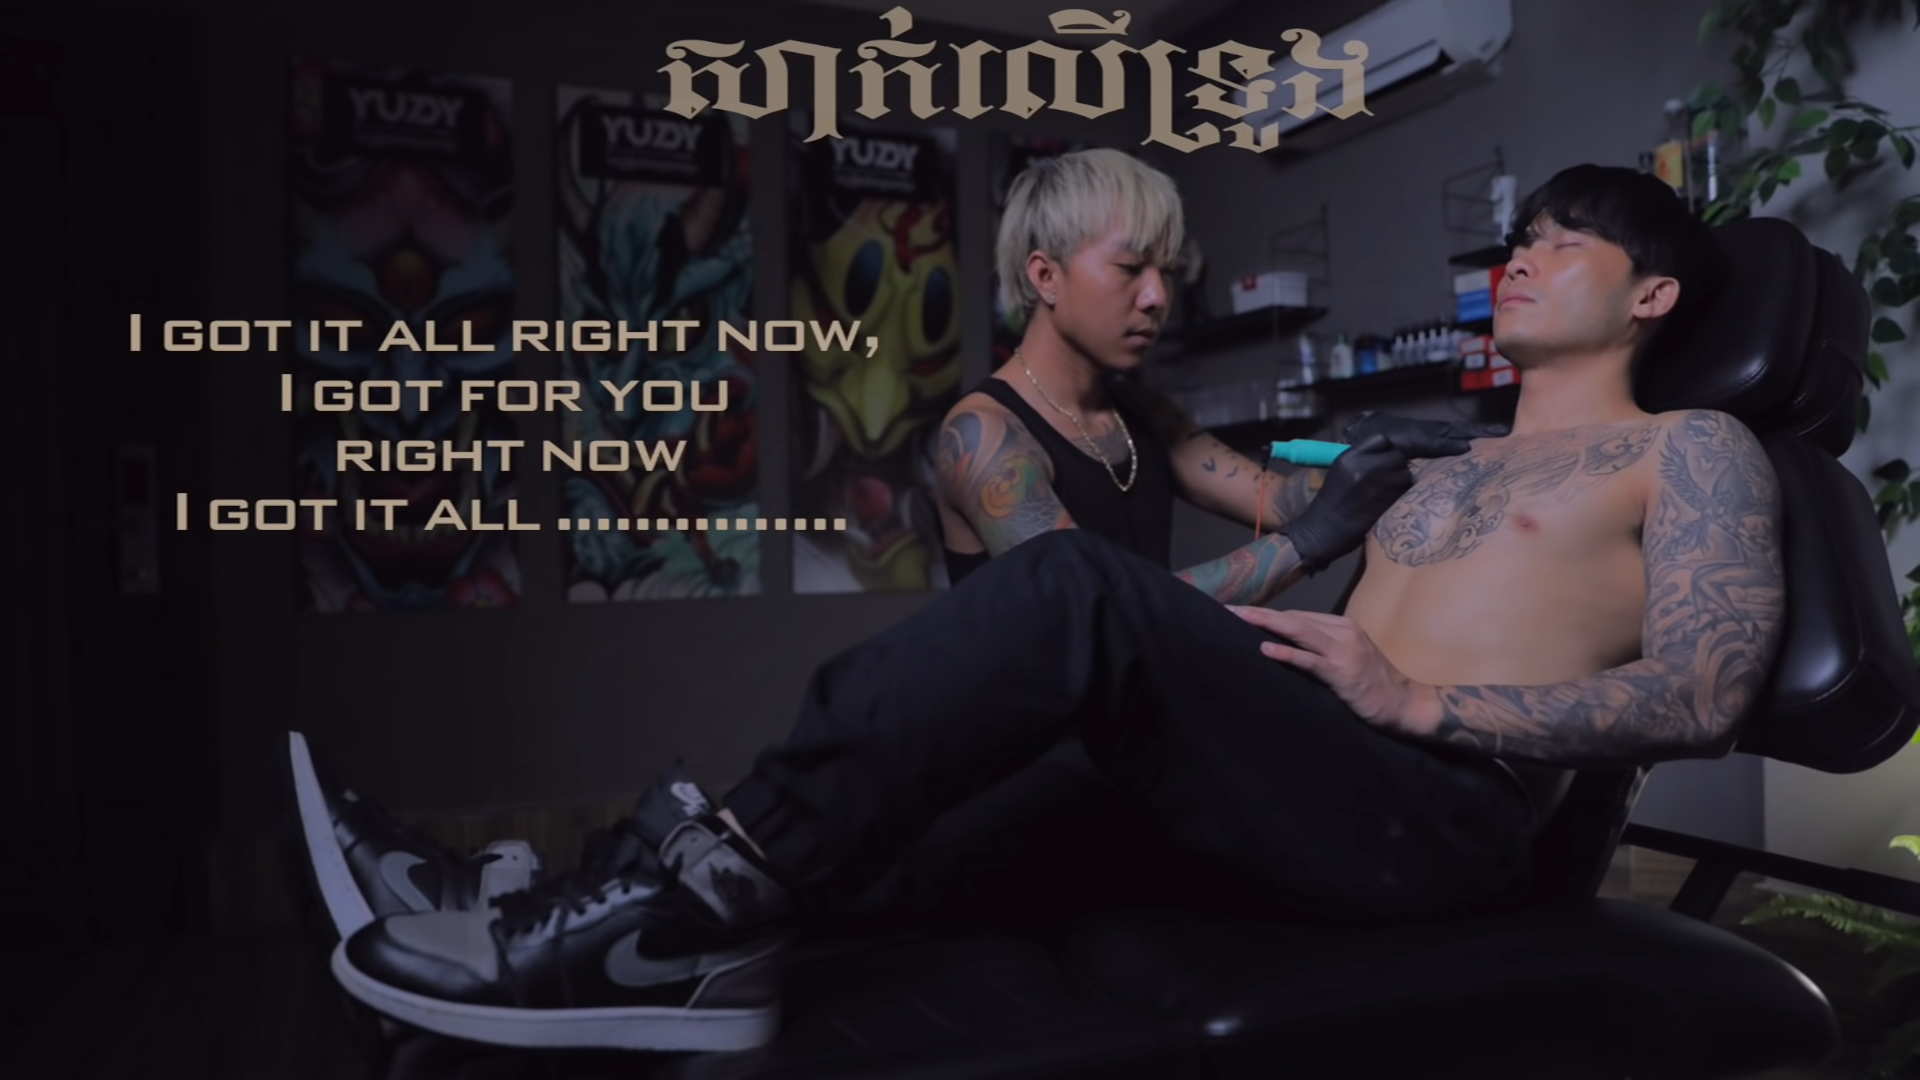 សាក់លើទ្រូង
YUZDY
YUZDY
YUZDY
I GOT IT ALL RIGHT NOW,
I GOT FOR YOU
RIGHT NOW
I GOT IT ALL ...............